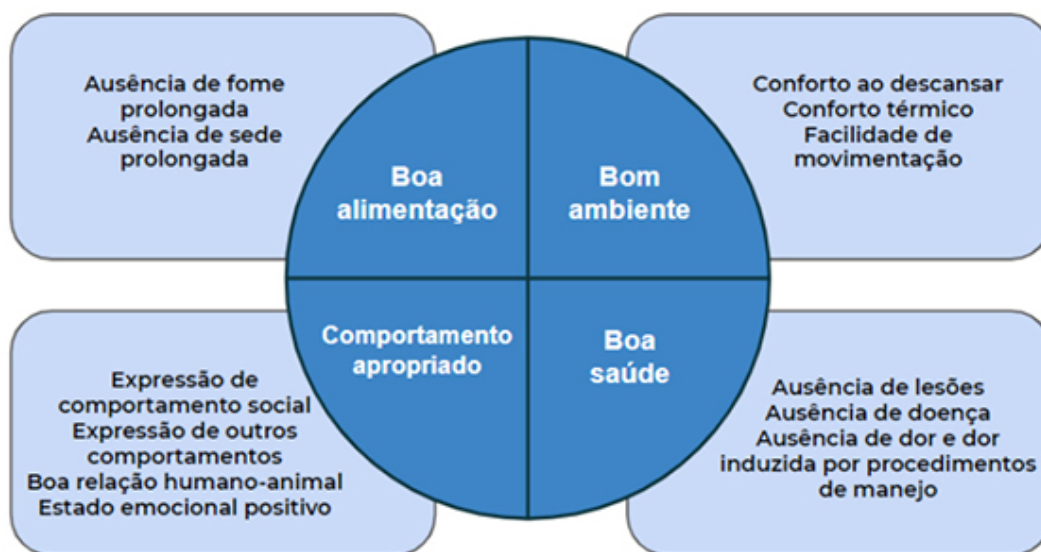 Ausência de fome
prolongada
Ausência de sede
prolongada
Boa
alimentação
Bom
ambiente
Conforto ao descansar
Conforto térmico
Facilidade de
movimentação
Expressão de
comportamento social
Expressão de outros
comportamentos
Boa relação humano-animal
Estado emocional positivo
Comportamento
apropriado
Boa
saúde
Ausência de lesões
Ausência de doença
Ausência de dor e dor
induzida por procedimentos
de manejo